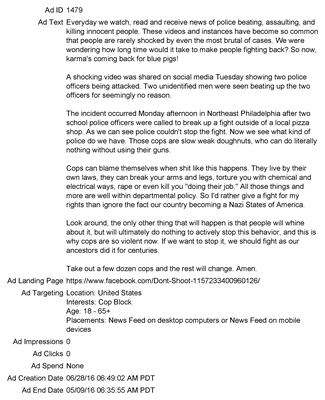 Ad ID 1479
Ad Text Everyday we watch, read and receive news of police beating, assaulting, and
killing innocent people. These videos and instances have become so common
that people are rarely shocked by even the most brutal of cases. We were
wondering how long time would it take to make people fighting back? So now,
karma's coming back for blue pigs!
A shocking video was shared on social media Tuesday showing two police
officers being attacked. Two unidentified men were seen beating up the two
officers for seemingly no reason.
The incident occurred Monday afternoon in Northeast Philadelphia after two
school police officers were called to break up a fight outside of a local pizza
shop. As we can see police couldn't stop the fight. Now we see what kind of
police do we have. Those cops are slow weak doughnuts, who can do literally
nothing without using their guns.
Cops can blame themselves when shit like this happens. They live by their
own laws, they can break your arms and legs, torture you with chemical and
electrical ways, rape or even kill you "doing their job." All those things and
more are well within departmental policy. So I'd rather give a fight for my
rights than ignore the fact our country becoming a Nazi States of America.
Look around, the only other thing that will happen is that people will whine
about it, but will ultimately do nothing to actively stop this behavior, and this is
why cops are so violent now. If we want to stop it, we should fight as our
ancestors did it for centuries.
Take out a few dozen cops and the rest will change. Amen.
Ad Landing Page https://www.facebook.com/Dont-Shoot-1157233400960126/
Ad Targeting Location: United States
Interests: Cop Block
Age: 18 - 65+
Placements: News Feed on desktop computers or News Feed on mobile
devices
Ad Impressions 0
Ad Clicks 0
Ad Spend None
Ad Creation Date 06/28/16 06:49:02 AM PDT
Ad End Date 05/09/16 06:35:55 AM PDT